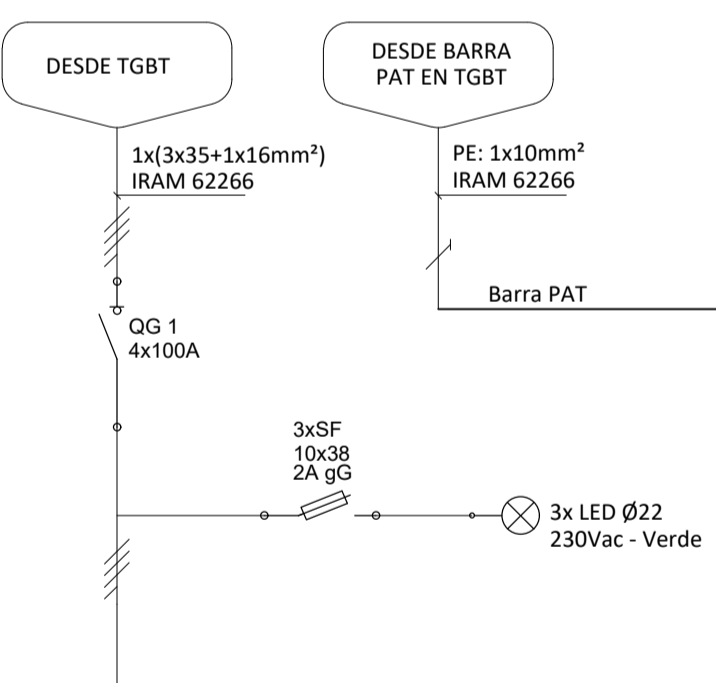 DESDE TGBT
DESDE BARRA
PAT EN TGBT
1x(3x35+1x16mm²)
IRAM 62266
PE: 1x10mm²
IRAM 62266
Barra PAT
QG 1
4x100A
3xSF
10x38
2A gG
3x LED Ø22
230Vac - Verde